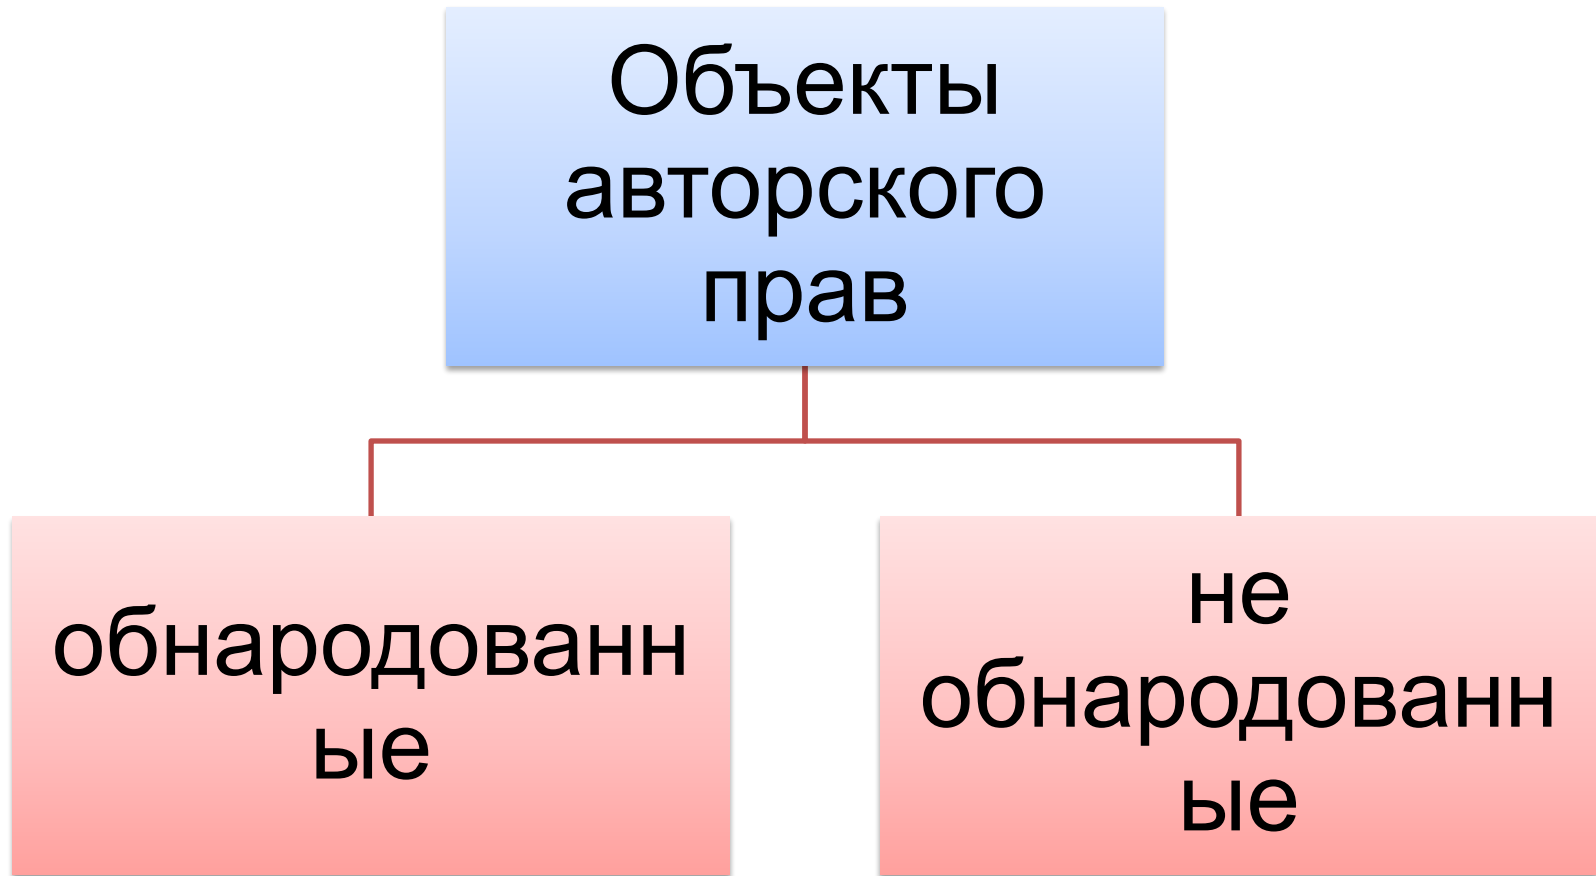 Объекты
авторского
прав
обнародованн
ые
не
обнародованн
ые